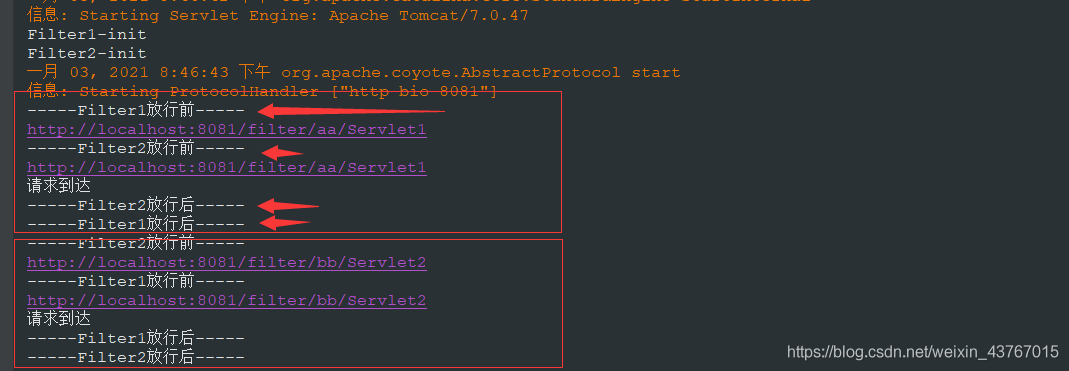 信息: Starting Servlet Engine: Apache Tomcat/7.0.47
Filter1-init
Filter2-init
一月 03, 2021 8:46:43 下午 org.apache.coyote.AbstractProtocol start
信息: Starting ProtocolHandler ["http-bio-8081"]
-----Filter1放行前-----
http://localhost:8081/filter/aa/Servlet1
-----Filter2放行前-----
http://localhost:8081/filter/aa/Servlet1
请求到达
-----Filter2放行后-----
-----Filter1放行后-----
-----Filter2放行前-----
http://localhost:8081/filter/bb/Servlet2
-----Filter1放行前-----
http://localhost:8081/filter/bb/Servlet2
请求到达
-----Filter1放行后-----
-----Filter2放行后-----
https://blog.csdn.net/weixin_43767015